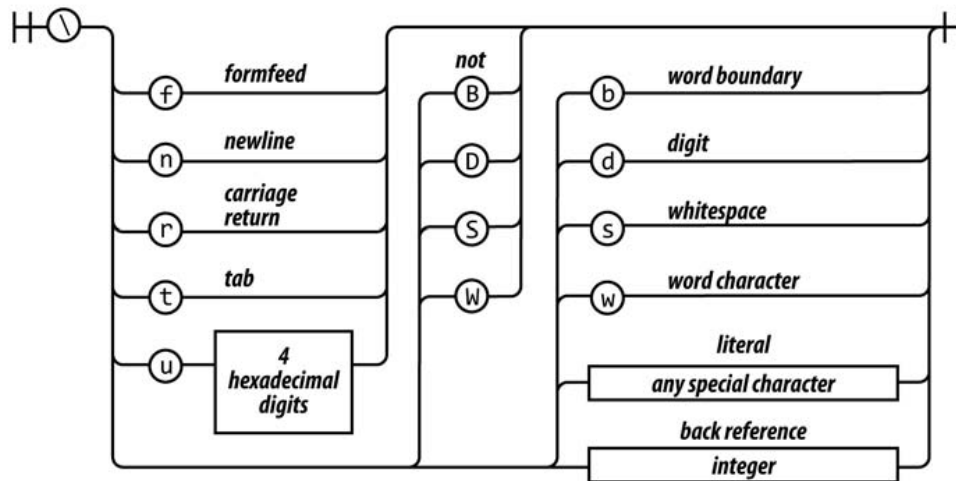 \
formfeed
f
newline
n
carriage
return
r
tab
t
u
4
hexadecimal
digits
not
B
D
S
W
word boundary
b
digit
d
whitespace
s
word character
w
literal
any special character
back reference
integer